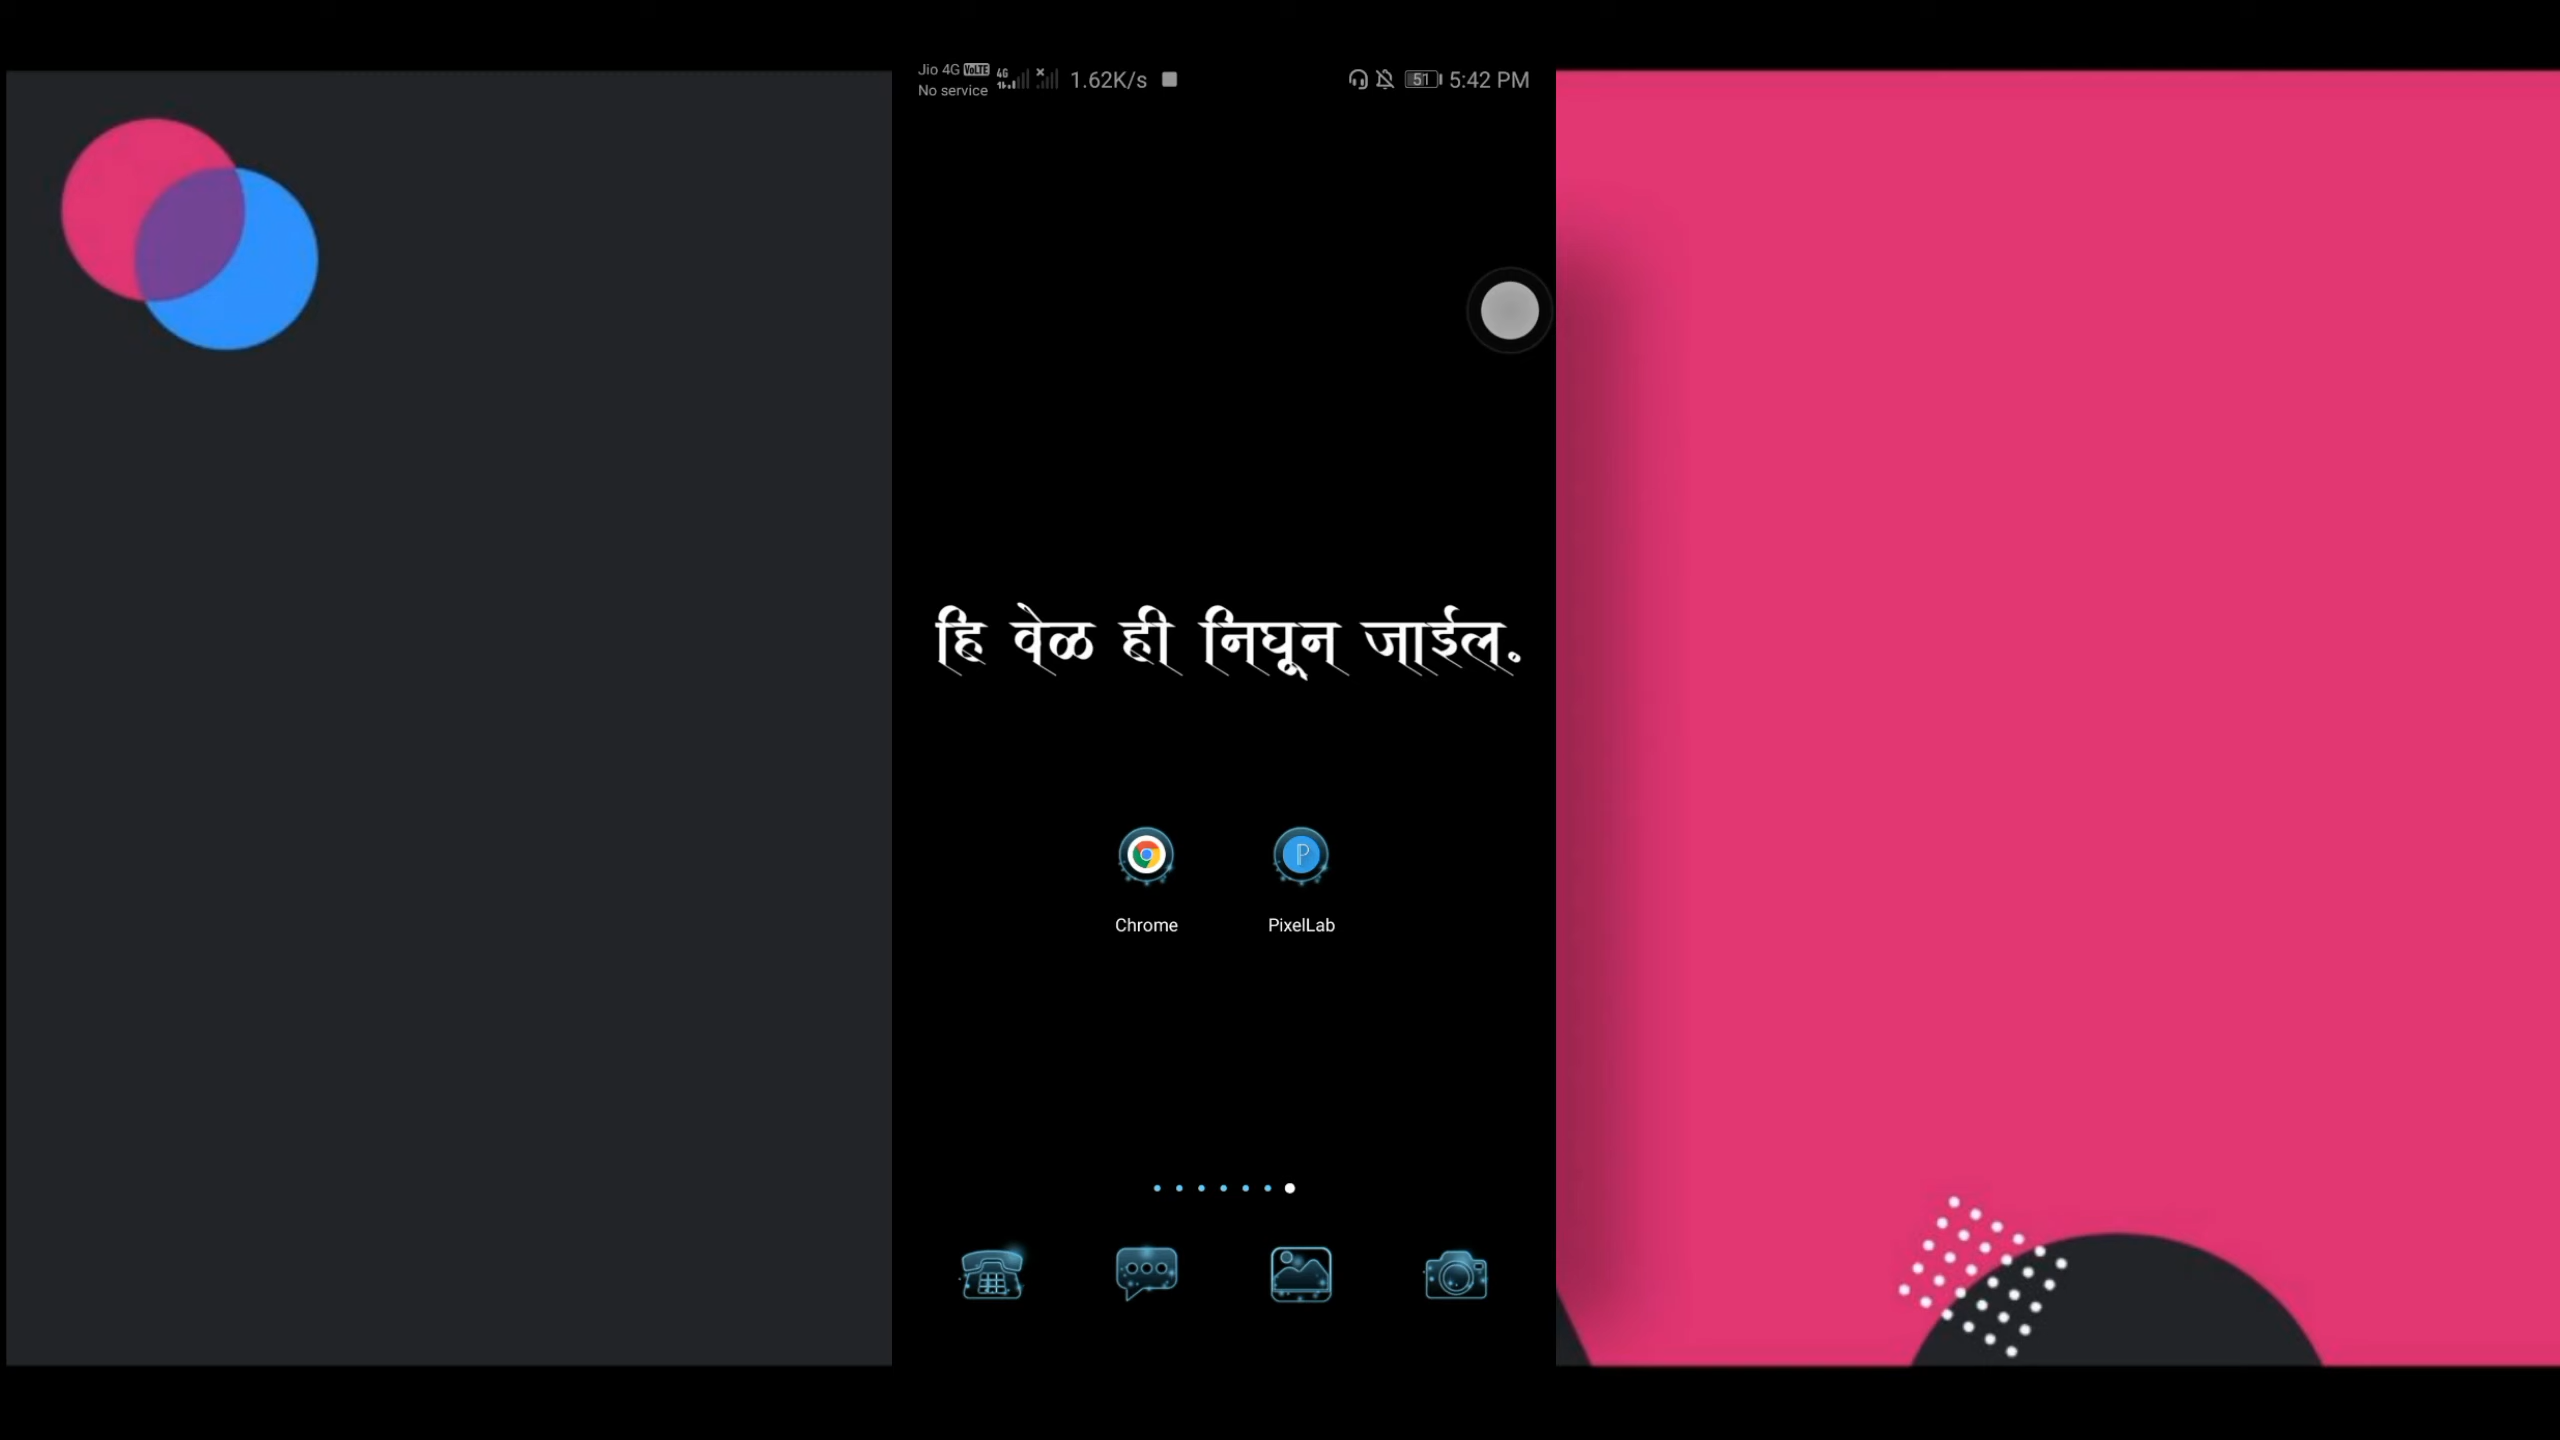 Jio 4G VoLTE 4G 1.62K/s 51 5:42 PM
No service
हि वेळ ही निघून जाईल.
P
Chrome PixelLab